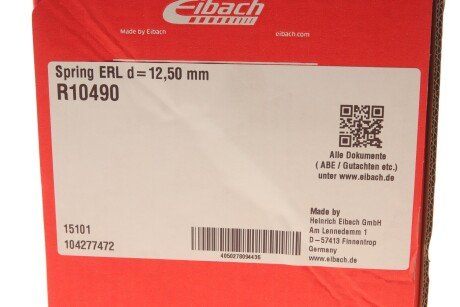 Eibach
Made by Eibach
eibach.com
Spring ERL d=12,50 mm
R10490
Alle Dokumente
( ABE / Gutachten etc.)
unter www.eibach.de
15101
104277472
4050278094436
Made by
Heinrich Eibach GmbH
Am Lennedamm 1
D-57413 Finnentrop
Germany
www.eibach.de